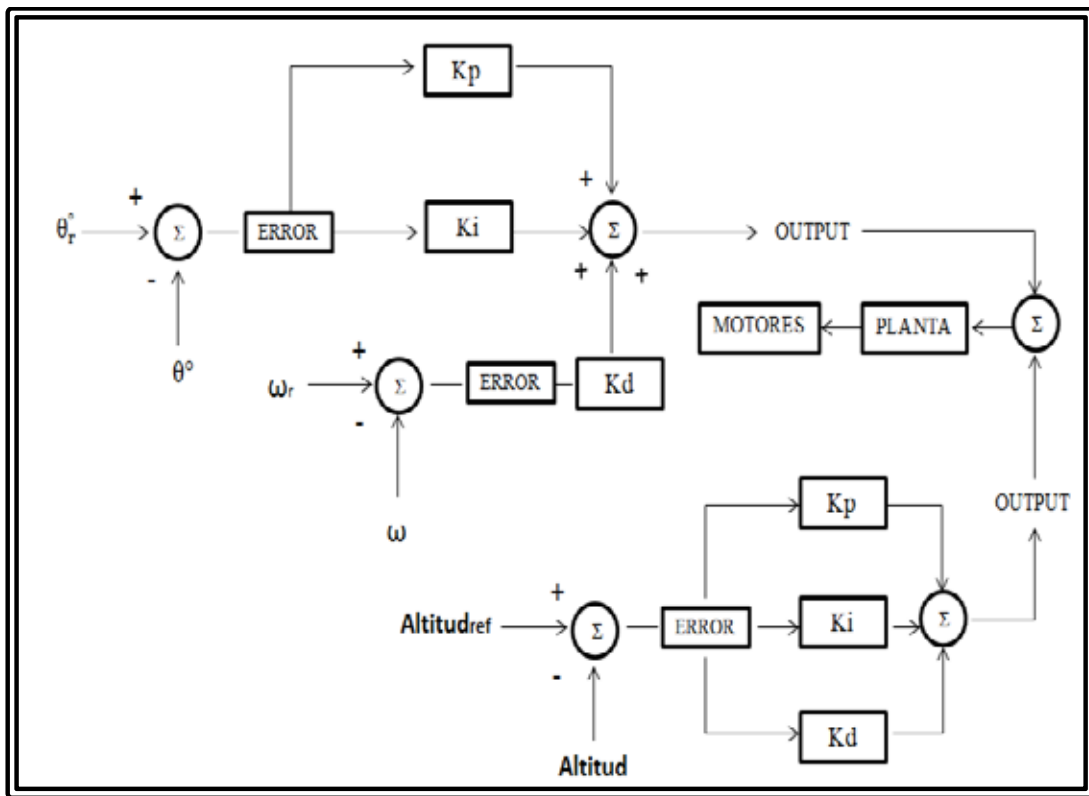 Kp
+
+
θ°r
Σ
ERROR
Ki
Σ
OUTPUT
-
+
+
MOTORES
PLANTA
Σ
θ°
+
ωr
Σ
ERROR
Kd
-
ω
Kp
OUTPUT
+
Altitudref
Σ
ERROR
Ki
Σ
-
Altitud
Kd